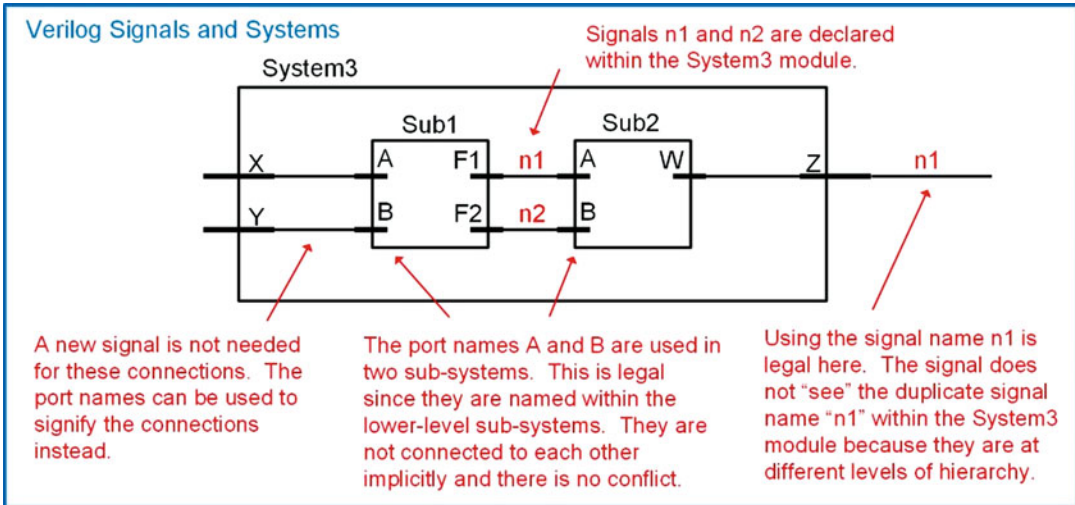 Verilog Signals and Systems
Signals n1 and n2 are declared
within the System3 module.
System3
Sub1
Sub2
X
A
F1
n1
A
W
Z
n1
Y
B
F2
n2
B
A new signal is not needed
for these connections. The
port names can be used to
signify the connections
instead.
The port names A and B are used in
two sub-systems. This is legal
since they are named within the
lower-level sub-systems. They are
not connected to each other
implicitly and there is no conflict.
Using the signal name n1 is
legal here. The signal does
not “see” the duplicate signal
name “n1” within the System3
module because they are at
different levels of hierarchy.